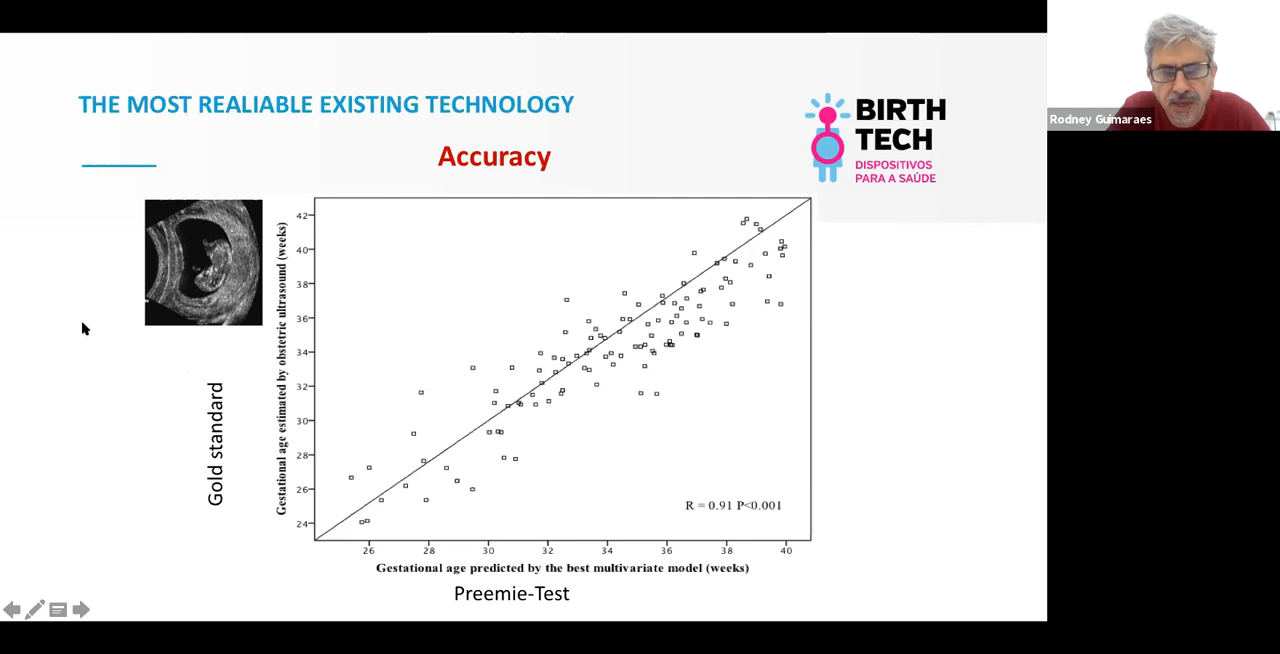 THE MOST REALIABLE EXISTING TECHNOLOGY
Accuracy
BIRTH
TECH
DISPOSITIVOS
PARA A SAÚDE
Rodney Guimaraes
Gold standard
Gestational age estimated by obstetric ultrasound (weeks)
42
40
38
36
34
32
30
28
26
24
R = 0.91 P<0.001
26 28 30 32 34 36 38 40
Gestational age predicted by the best multivariate model (weeks)
Preemie-Test